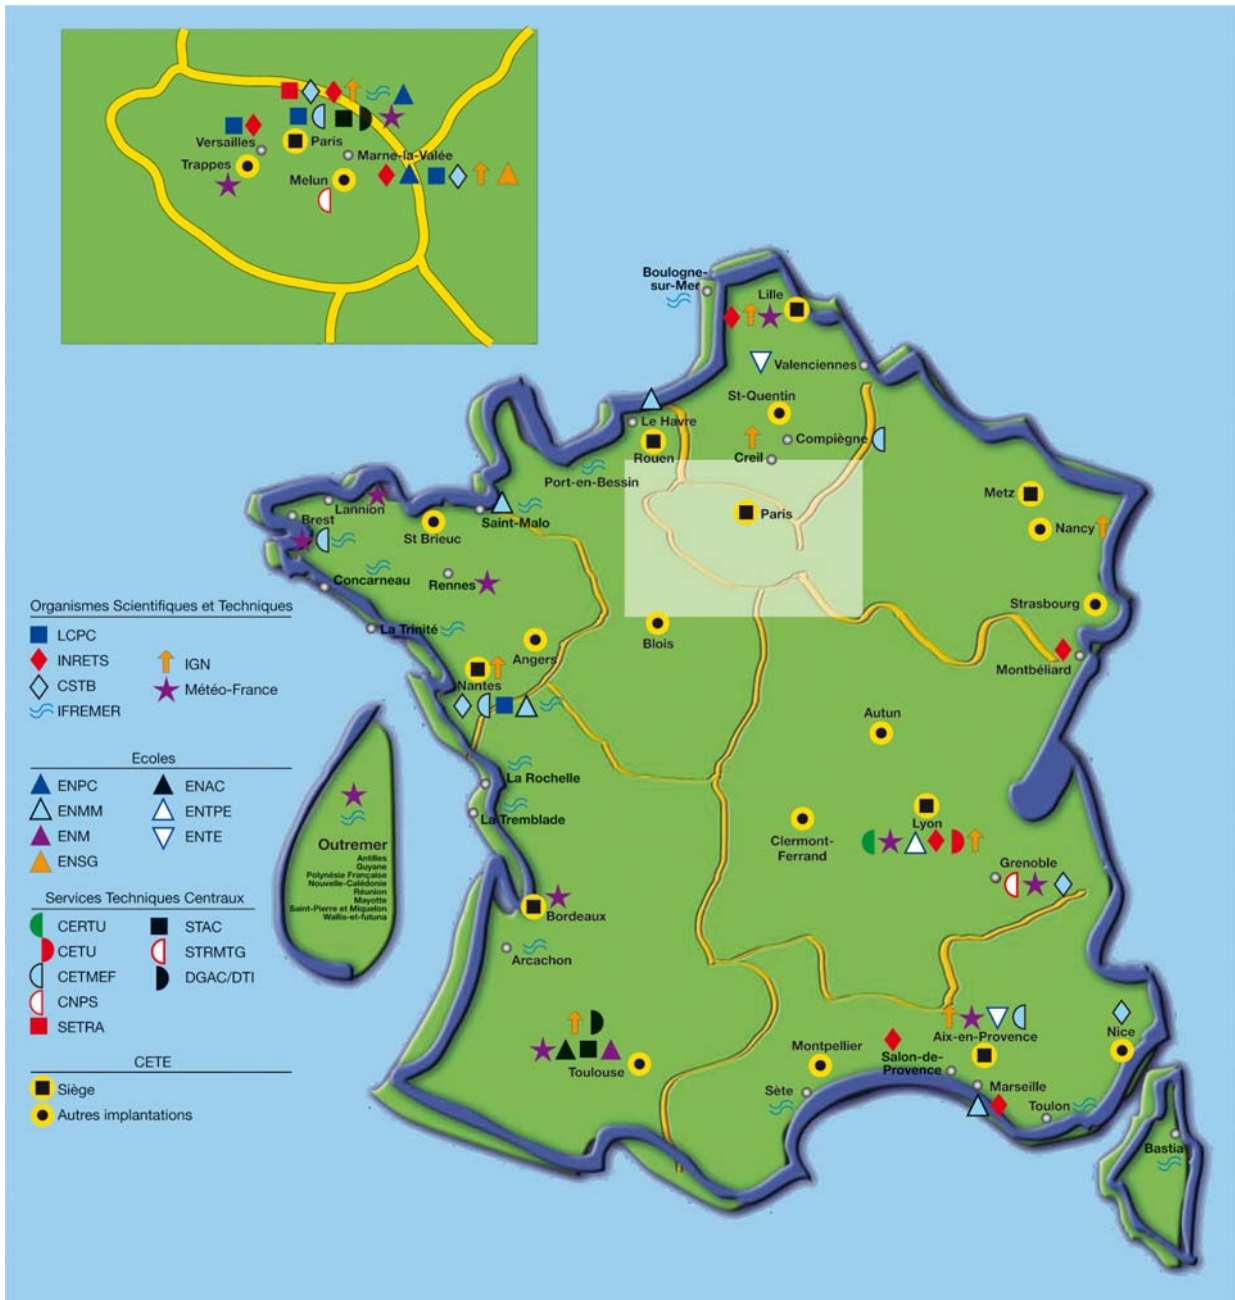 Versailles
Paris
Marne-la-Valée
Trappes
Melun
Boulogne-
sur-Mer
Lille
Valenciennes
St-Quentin
Le Havre
Compiègne
Rouen
Creil
Port-en-Bessin
Metz
Lannion
Paris
Brest
Saint-Malo
Nancy
St Brieuc
Concarneau
Rennes
Strasbourg
La Trinité
Blois
Angers
Montbéliard
Nantes
Autun
La Rochelle
La Tremblade
Lyon
Clermont-
Ferrand
Grenoble
Bordeaux
Arcachon
Aix-en-Provence
Nice
Montpellier
Salon-de-
Provence
Toulouse
Marseille
Sète
Toulon
Bastia
Outremer
Antilles
Guyane
Polynésie Française
Nouvelle-Calédonie
Réunion
Mayotte
Saint-Pierre et Miquelon
Wallis-et-futuna
Organismes Scientifiques et Techniques
LCPC
INRETS
IGN
CSTB
Météo-France
IFREMER
Ecoles
ENPC
ENAC
ENMM
ENTPE
ENM
ENTE
ENSG
Services Techniques Centraux
CERTU
STAC
CETU
STRMTG
CETMEF
DGAC/DTI
CNPS
SETRA
CETE
Siège
Autres implantations